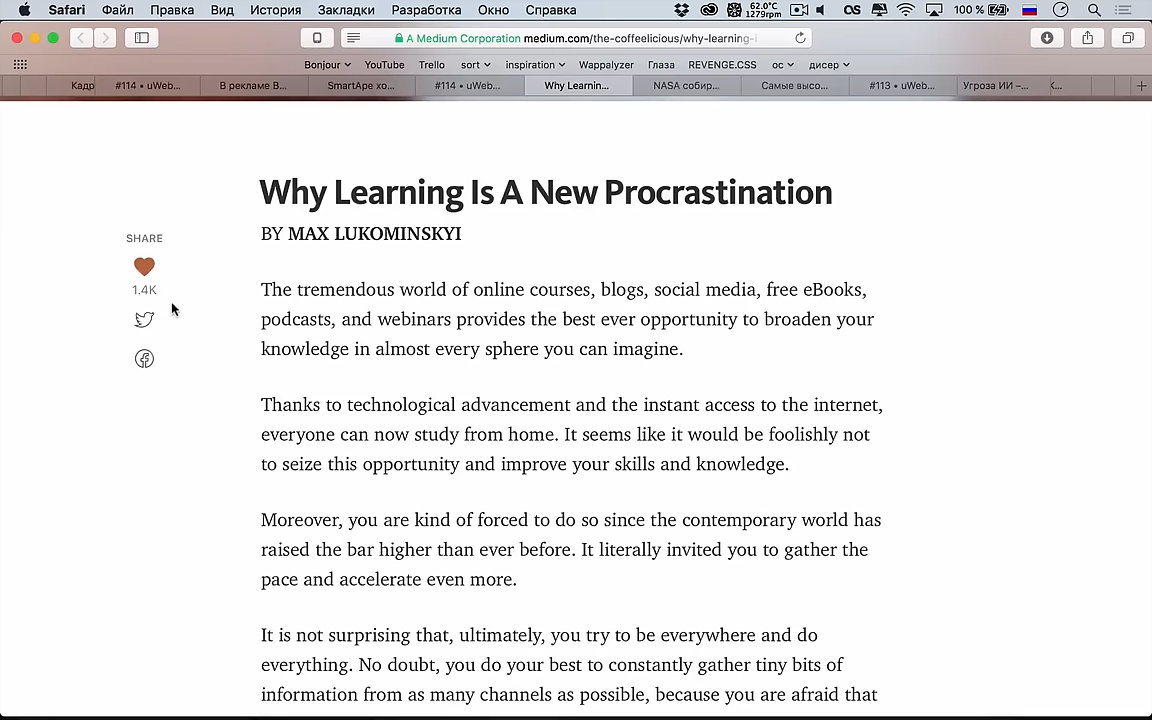 Safari Файл Правка Вид История Закладки Разработка Окно Справка 62.0°C 1279rpm 100 %
A Medium Corporation medium.com/the-coffeelicious/why-learning-
Bonjour YouTube Trello sort inspiration Wappalyzer Глаза REVENGE.CSS ос дисер
Кадр #114 • uWeb... В рекламе В... SmartApe хо... #114 • uWeb... Why Learnin... NASA собир... Самые высо... #113 • uWeb... Угроза ИИ –...
Why Learning Is A New Procrastination
BY MAX LUKOMINSKYI
SHARE
1.4K
The tremendous world of online courses, blogs, social media, free eBooks,
podcasts, and webinars provides the best ever opportunity to broaden your
knowledge in almost every sphere you can imagine.
Thanks to technological advancement and the instant access to the internet,
everyone can now study from home. It seems like it would be foolishly not
to seize this opportunity and improve your skills and knowledge.
Moreover, you are kind of forced to do so since the contemporary world has
raised the bar higher than ever before. It literally invited you to gather the
pace and accelerate even more.
It is not surprising that, ultimately, you try to be everywhere and do
everything. No doubt, you do your best to constantly gather tiny bits of
information from as many channels as possible, because you are afraid that